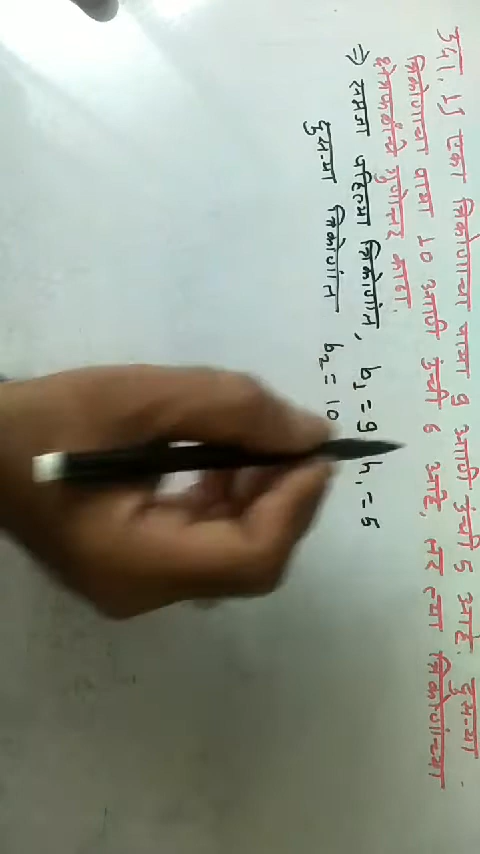 उदा. 1) एका त्रिकोणाचा पाया 9 आणि उंची 5 आहे. दुसऱ्या
त्रिकोणाचा पाया 10 आणि उंची 6 आहे, तर त्या त्रिकोणांच्या
क्षेत्रफळांचे गुणोत्तर काढा.
⇒ समजा पहिल्या त्रिकोणात, b₁ = 9 h₁ = 5
दुसऱ्या त्रिकोणात b₂ = 10